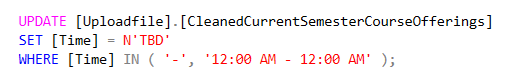 UPDATE [Uploadfile].[CleanedCurrentSemesterCourseOfferings]
SET [Time] = N'TBD'
WHERE [Time] IN ( '-', '12:00 AM - 12:00 AM' );